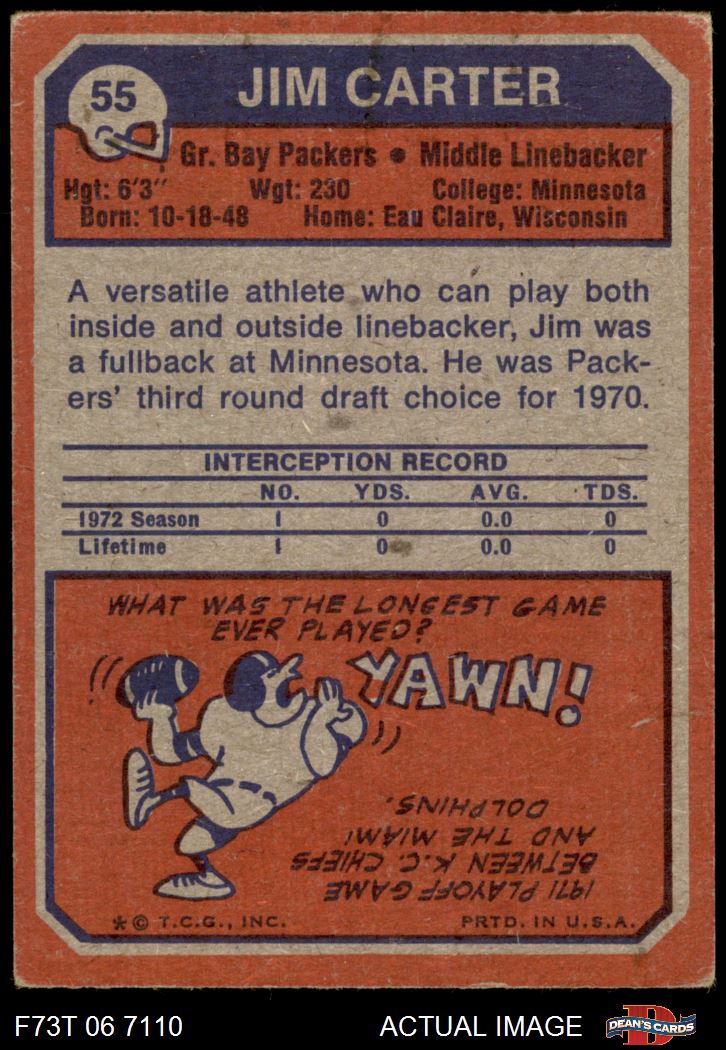 55
JIM CARTER
Gr. Bay Packers ● Middle Linebacker
Hgt: 6'3" Wgt: 230 College: Minnesota
Born: 10-18-48 Home: Eau Claire, Wisconsin
A versatile athlete who can play both
inside and outside linebacker, Jim was
a fullback at Minnesota. He was Pack-
ers' third round draft choice for 1970.
INTERCEPTION RECORD
NO. YDS. AVG. TDS.
1972 Season 1 0 0.0 0
Lifetime 1 0 0.0 0
WHAT WAS THE LONGEST GAME
EVER PLAYED?
YAWN!
1971 PLAYOFF GAME
BETWEEN K.C. CHIEFS
AND THE MIAMI
DOLPHINS.
* © T.C.G., INC. PRTD. IN U.S.A.
F73T 06 7110 ACTUAL IMAGE D DEAN'S CARDS